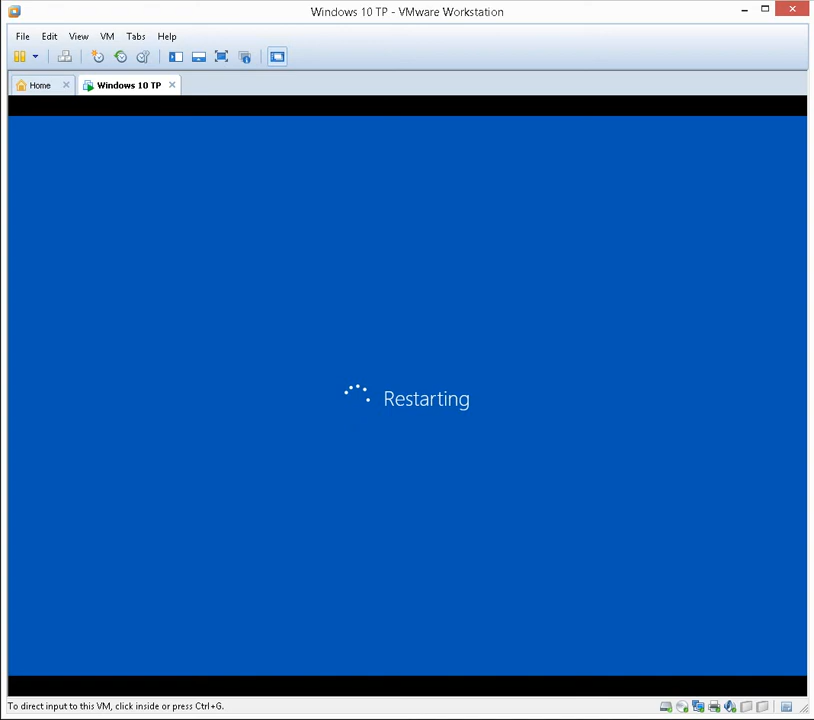 Windows 10 TP - VMware Workstation
File Edit View VM Tabs Help
Home Windows 10 TP
Restarting
To direct input to this VM, click inside or press Ctrl+G.